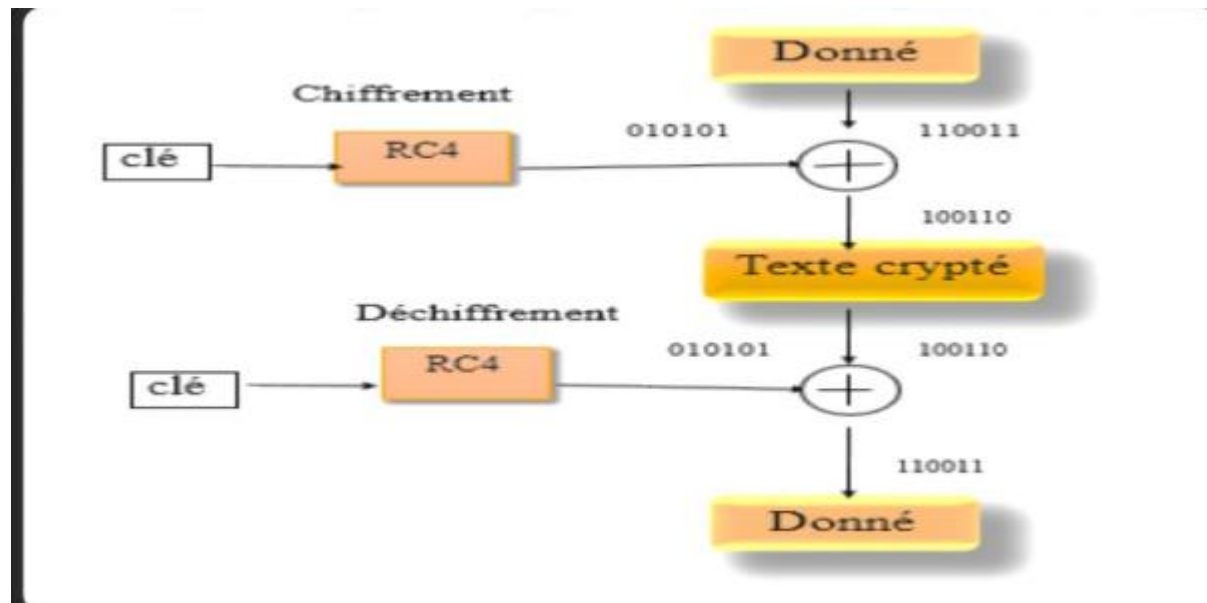 Donné
Chiffrement
010101
110011
clé
RC4
100110
Texte crypté
Déchiffrement
010101
100110
clé
RC4
110011
Donné